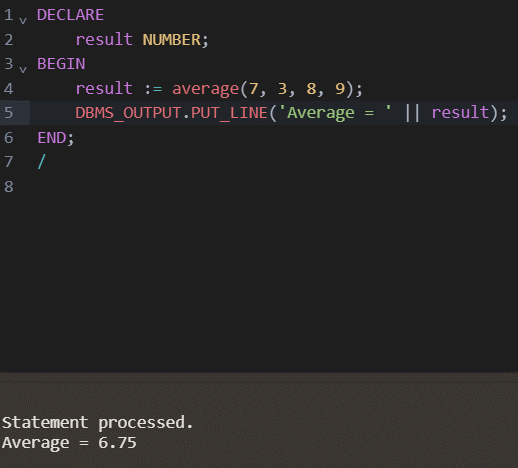 1 DECLARE
2 result NUMBER;
3 BEGIN
4 result := average(7, 3, 8, 9);
5 DBMS_OUTPUT.PUT_LINE('Average = ' || result);
6 END;
7 /
8
Statement processed.
Average = 6.75